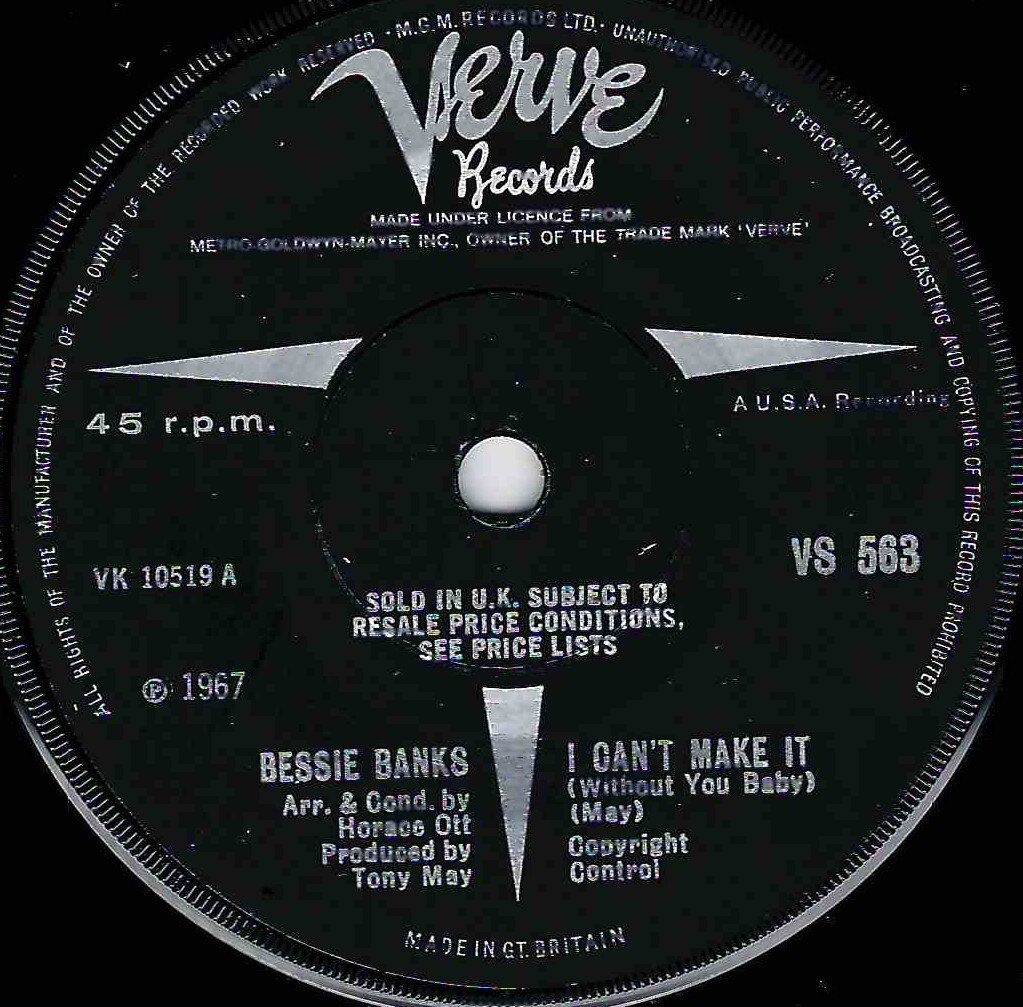 ALL RIGHTS OF THE MANUFACTURER AND OF THE OWNER OF THE RECORDED WORK RESERVED · M.G.M. RECORDS LTD · UNAUTHORISED PUBLIC PERFORMANCE BROADCASTING AND COPYING OF THIS RECORD PROHIBITED
Verve
Records
MADE UNDER LICENCE FROM
METRO-GOLDWYN-MAYER INC., OWNER OF THE TRADE MARK 'VERVE'
45 r.p.m.
A U.S.A. Recording
VK 10519 A
VS 563
SOLD IN U.K. SUBJECT TO
RESALE PRICE CONDITIONS,
SEE PRICE LISTS
℗ 1967
BESSIE BANKS
Arr. & Cond. by
Horace Ott
Produced by
Tony May
I CAN'T MAKE IT
(Without You Baby)
(May)
Copyright
Control
MADE IN GT. BRITAIN